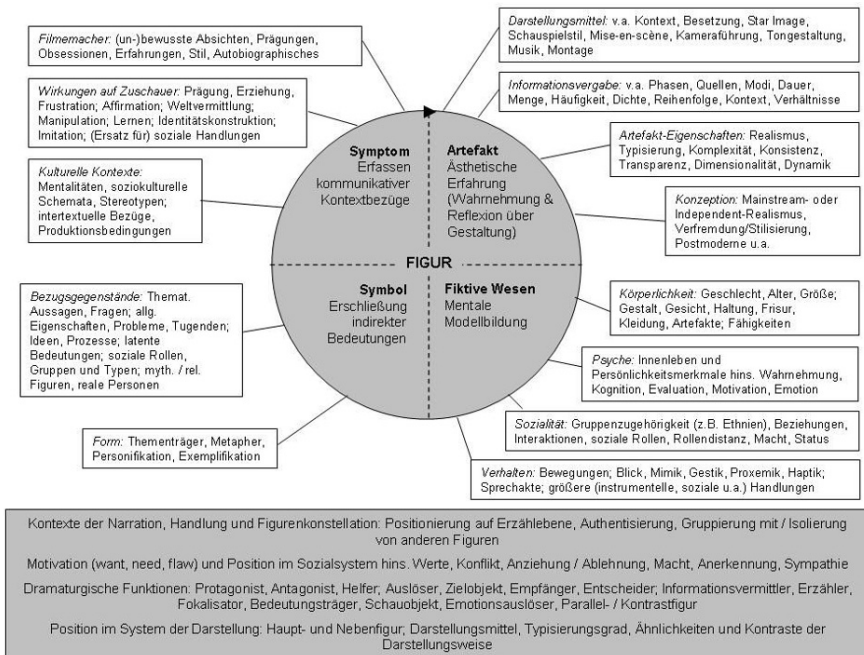 Filmemacher: (un-)bewusste Absichten, Prägungen,
Obsessionen, Erfahrungen, Stil, Autobiographisches
Wirkungen auf Zuschauer: Prägung, Erziehung,
Frustration; Affirmation; Weltvermittlung;
Manipulation; Lernen; Identitätskonstruktion;
Imitation; (Ersatz für) soziale Handlungen
Kulturelle Kontexte:
Mentalitäten, soziokulturelle
Schemata, Stereotypen;
intertextuelle Bezüge,
Produktionsbedingungen
Bezugsgegenstände: Themat.
Aussagen, Fragen; allg.
Eigenschaften, Probleme, Tugenden;
Ideen, Prozesse; latente
Bedeutungen; soziale Rollen,
Gruppen und Typen; myth. / rel.
Figuren, reale Personen
Form: Thementräger, Metapher,
Personifikation, Exemplifikation
Symptom
Erfassen
kommunikativer
Kontextbezüge
Artefakt
Ästhetische
Erfahrung
(Wahrnehmung &
Reflexion über
Gestaltung)
FIGUR
Symbol
Erschließung
indirekter
Bedeutungen
Fiktive Wesen
Mentale
Modellbildung
Darstellungsmittel: v.a. Kontext, Besetzung, Star Image,
Schauspielstil, Mise-en-scène, Kameraführung, Tongestaltung,
Musik, Montage
Informationsvergabe: v.a. Phasen, Quellen, Modi, Dauer,
Menge, Häufigkeit, Dichte, Reihenfolge, Kontext, Verhältnisse
Artefakt-Eigenschaften: Realismus,
Typisierung, Komplexität, Konsistenz,
Transparenz, Dimensionalität, Dynamik
Konzeption: Mainstream- oder
Independent-Realismus,
Verfremdung/Stilisierung,
Postmoderne u.a.
Körperlichkeit: Geschlecht, Alter, Größe;
Gestalt, Gesicht, Haltung, Frisur,
Kleidung, Artefakte; Fähigkeiten
Psyche: Innenleben und
Persönlichkeitsmerkmale hins. Wahrnehmung,
Kognition, Evaluation, Motivation, Emotion
Sozialität: Gruppenzugehörigkeit (z.B. Ethnien), Beziehungen,
Interaktionen, soziale Rollen, Rollendistanz, Macht, Status
Verhalten: Bewegungen; Blick, Mimik, Gestik, Proxemik, Haptik;
Sprechakte; größere (instrumentelle, soziale u.a.) Handlungen
Kontexte der Narration, Handlung und Figurenkonstellation: Positionierung auf Erzählebene, Authentisierung, Gruppierung mit / Isolierung
von anderen Figuren
Motivation (want, need, flaw) und Position im Sozialsystem hins. Werte, Konflikt, Anziehung / Ablehnung, Macht, Anerkennung, Sympathie
Dramaturgische Funktionen: Protagonist, Antagonist, Helfer; Auslöser, Zielobjekt, Empfänger, Entscheider; Informationsvermittler, Erzähler,
Fokalisator, Bedeutungsträger, Schauobjekt, Emotionsauslöser, Parallel- / Kontrastfigur
Position im System der Darstellung: Haupt- und Nebenfigur; Darstellungsmittel, Typisierungsgrad, Ähnlichkeiten und Kontraste der
Darstellungsweise